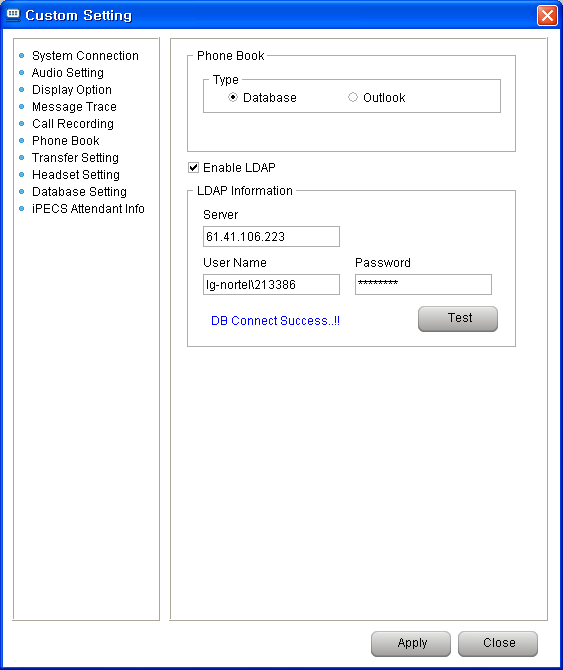 Custom Setting
System Connection
Audio Setting
Display Option
Message Trace
Call Recording
Phone Book
Transfer Setting
Headset Setting
Database Setting
iPECS Attendant Info
Phone Book
Type
Database Outlook
Enable LDAP
LDAP Information
Server
61.41.106.223
User Name Password
lg-nortel\213386 ********
DB Connect Success..!! Test
Apply Close